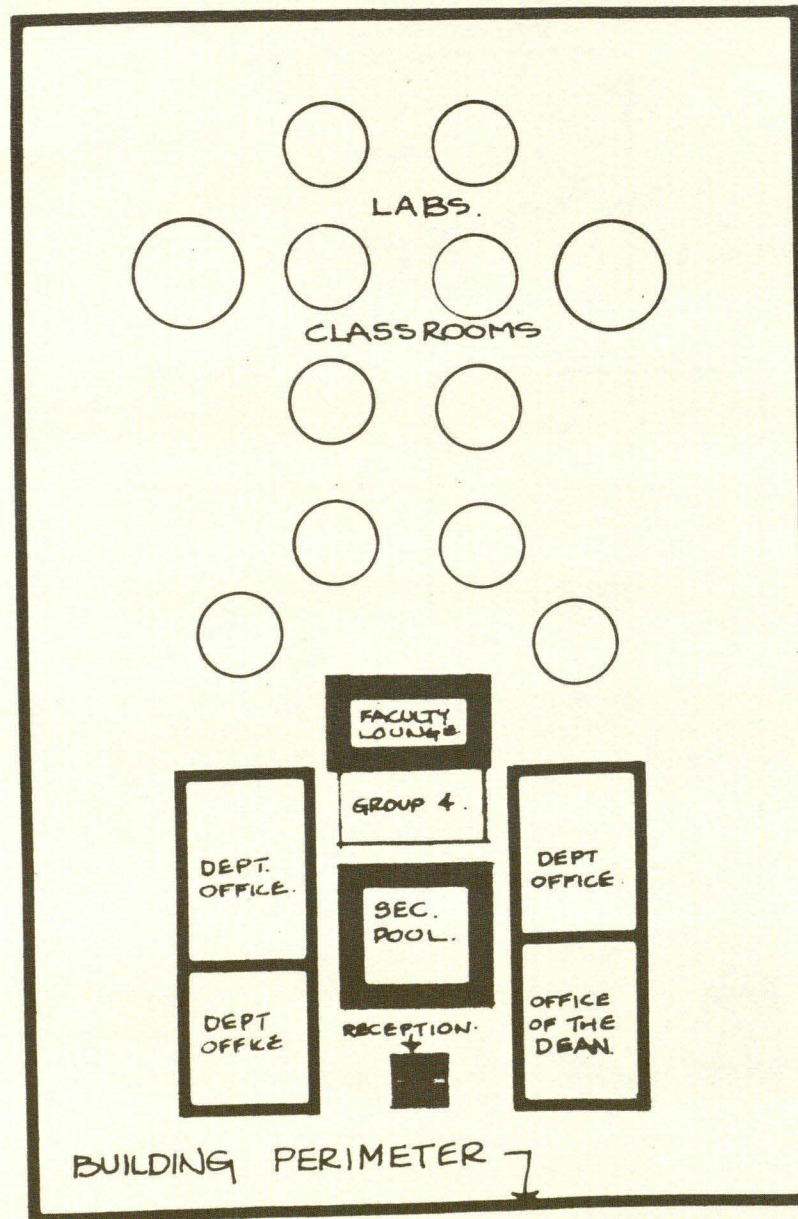 LABS.
CLASSROOMS
FACULTY
LOUNGE
GROUP 4.
DEPT.
OFFICE.
DEPT
OFFICE.
SEC.
POOL.
DEPT
OFFICE
RECEPTION.
OFFICE
OF THE
DEAN.
BUILDING PERIMETER